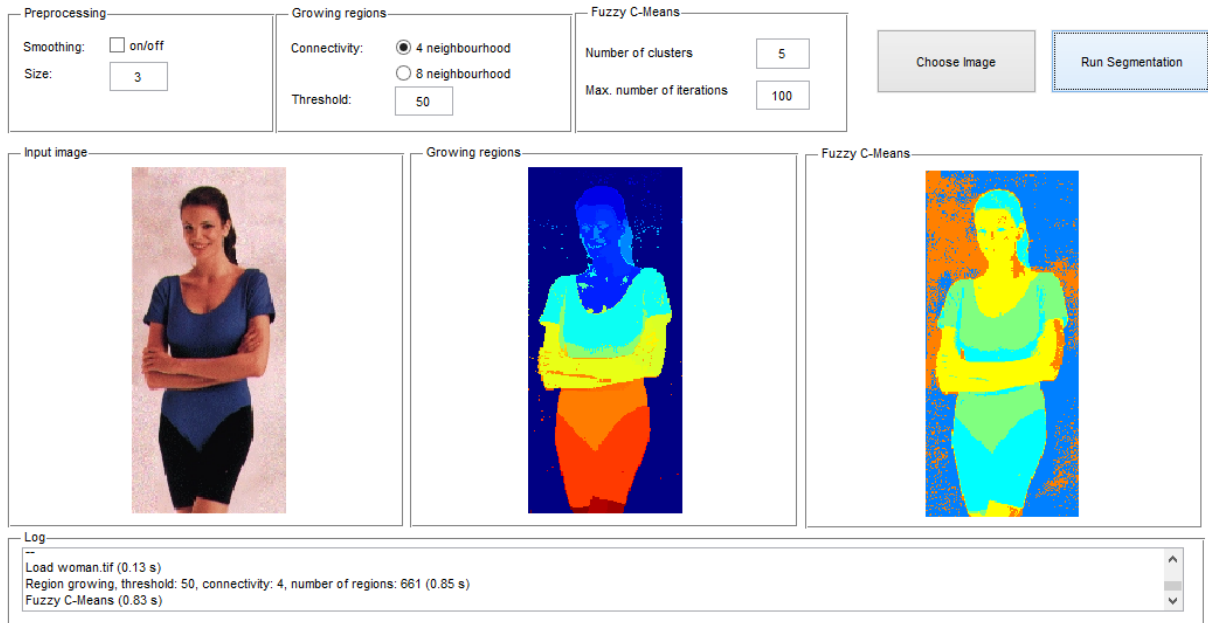 Preprocessing
Smoothing: on/off
Size: 3
Growing regions
Connectivity: 4 neighbourhood
8 neighbourhood
Threshold: 50
Fuzzy C-Means
Number of clusters 5
Max. number of iterations 100
Choose Image
Run Segmentation
Input image
Growing regions
Fuzzy C-Means
Log
--
Load woman.tif (0.13 s)
Region growing, threshold: 50, connectivity: 4, number of regions: 661 (0.85 s)
Fuzzy C-Means (0.83 s)